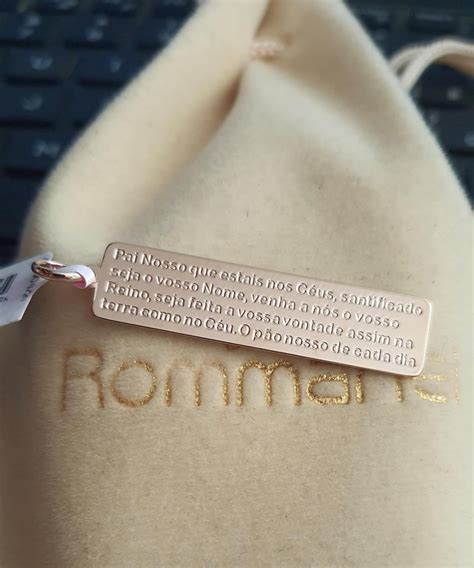 Pai Nosso que estais nos Céus, santificado
seja o vosso Nome, venha a nós o vosso
Reino, seja feita a vossa vontade assim na
terra como no Céu. O pão nosso de cada dia
Rommanel